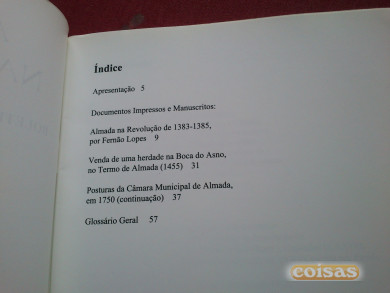 Índice
Apresentação 5
Documentos Impressos e Manuscritos:
Almada na Revolução de 1383-1385,
por Fernão Lopes 9
Venda de uma herdade na Boca do Asno,
no Termo de Almada (1455) 31
Posturas da Câmara Municipal de Almada,
em 1750 (continuação) 37
Glossário Geral 57
coisas